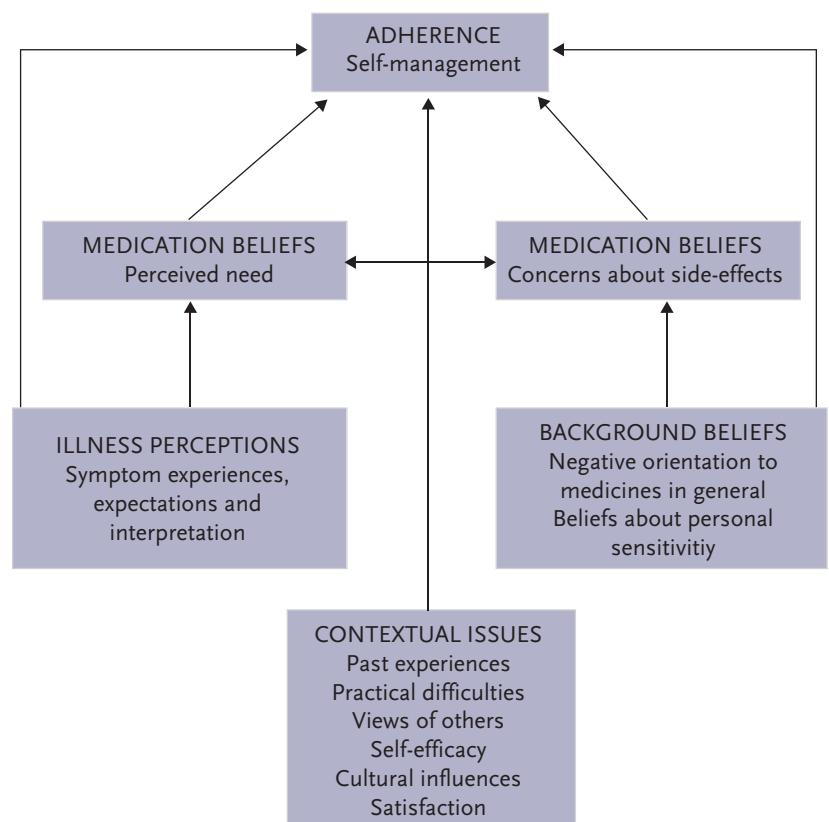 ADHERENCE
Self-management
MEDICATION BELIEFS
Perceived need
MEDICATION BELIEFS
Concerns about side-effects
ILLNESS PERCEPTIONS
Symptom experiences,
expectations and
interpretation
BACKGROUND BELIEFS
Negative orientation to
medicines in general
Beliefs about personal
sensitivitiy
CONTEXTUAL ISSUES
Past experiences
Practical difficulties
Views of others
Self-efficacy
Cultural influences
Satisfaction